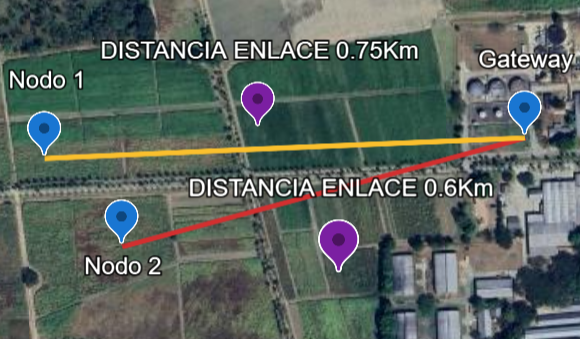 DISTANCIA ENLACE 0.75Km
Gateway
Nodo 1
DISTANCIA ENLACE 0.6Km
Nodo 2